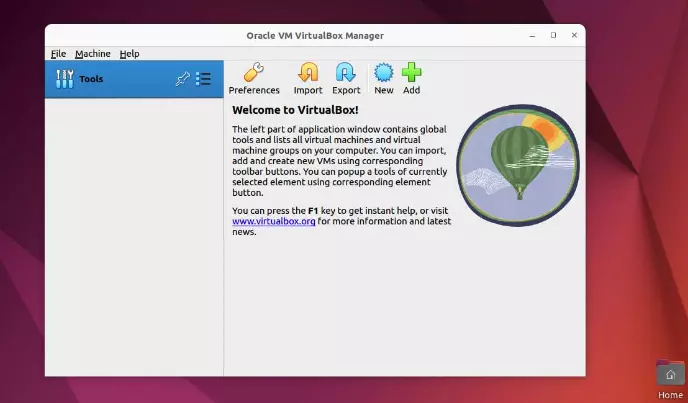 Oracle VM VirtualBox Manager
File Machine Help
Tools
Preferences Import Export New Add
Welcome to VirtualBox!
The left part of application window contains global
tools and lists all virtual machines and virtual
machine groups on your computer. You can import,
add and create new VMs using corresponding
toolbar buttons. You can popup a tools of currently
selected element using corresponding element
button.
You can press the F1 key to get instant help, or visit
www.virtualbox.org for more information and latest
news.
Home